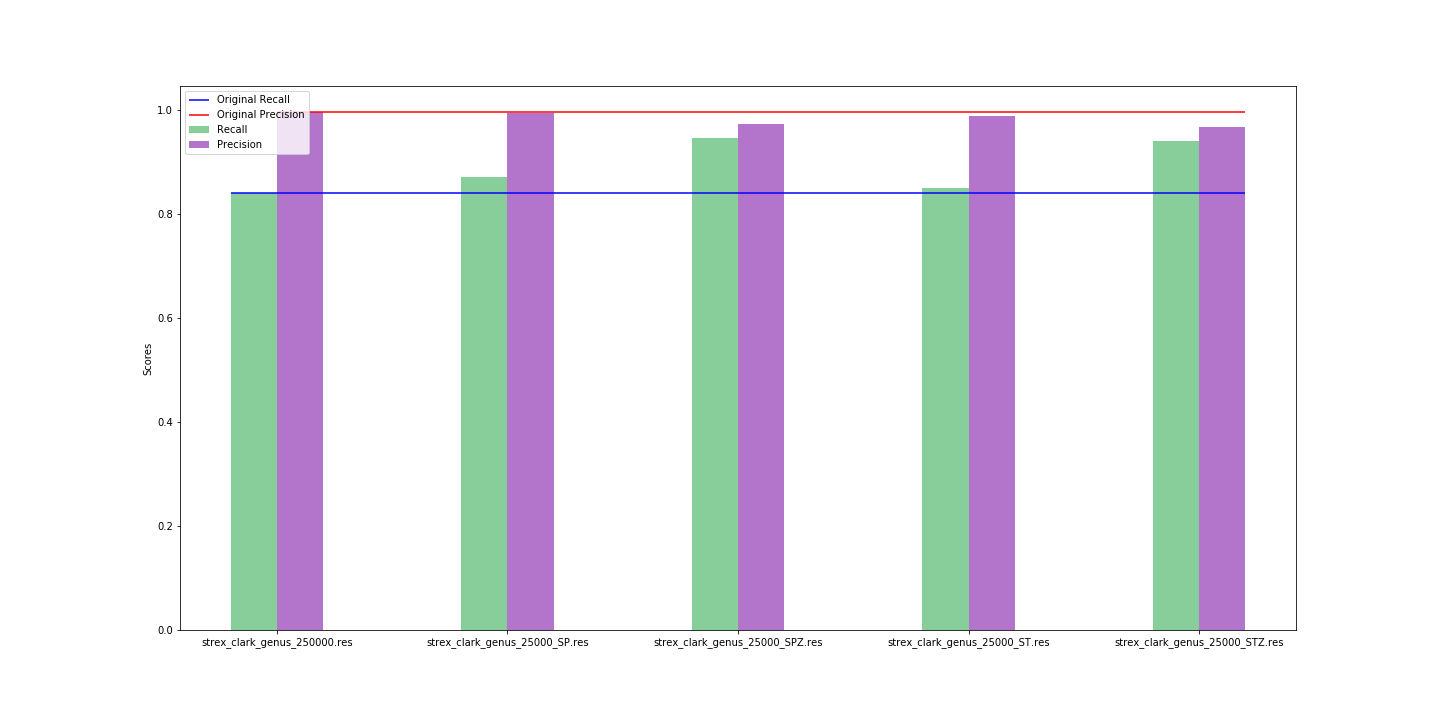 Original Recall
Original Precision
Recall
Precision
1.0
0.8
0.6
0.4
0.2
0.0
Scores
strex_clark_genus_250000.res
strex_clark_genus_25000_SP.res
strex_clark_genus_25000_SPZ.res
strex_clark_genus_25000_ST.res
strex_clark_genus_25000_STZ.res